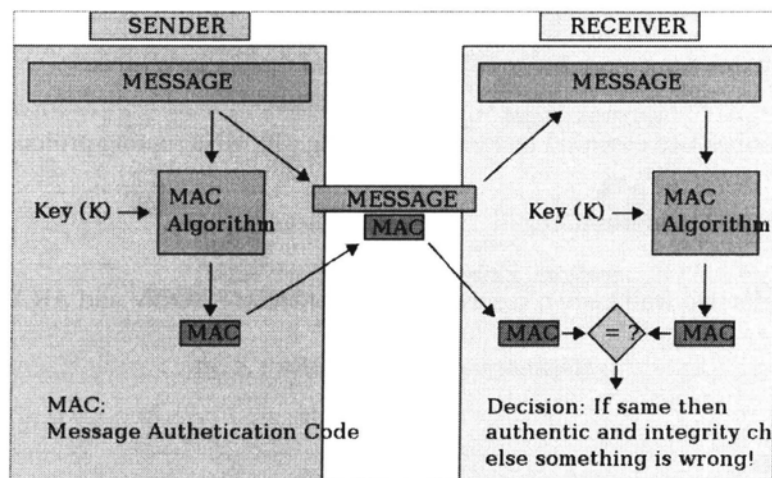 SENDER
RECEIVER
MESSAGE
MESSAGE
MESSAGE
MAC
Key (K)
MAC
Algorithm
Key (K)
MAC
Algorithm
MAC
MAC
= ?
MAC
MAC:
Message Authetication Code
Decision: If same then
authentic and integrity ch
else something is wrong!